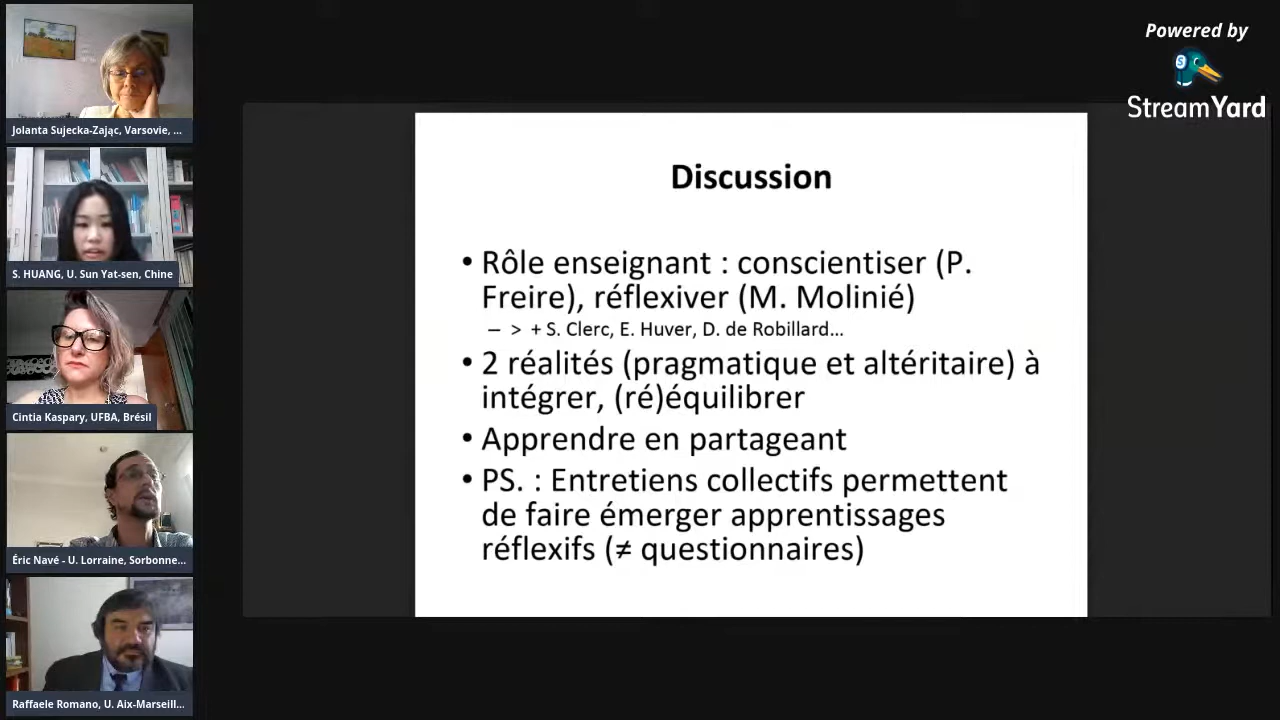 Jolanta Sujecka-Zając, Varsovie, ...
S. HUANG, U. Sun Yat-sen, Chine
Cintia Kaspary, UFBA, Brésil
Éric Navé - U. Lorraine, Sorbonne...
Raffaele Romano, U. Aix-Marseill...
Powered by
StreamYard
Discussion
• Rôle enseignant : conscientiser (P.
Freire), réflexiver (M. Molinié)
– > + S. Clerc, E. Huver, D. de Robillard...
• 2 réalités (pragmatique et altéritaire) à
intégrer, (ré)équilibrer
• Apprendre en partageant
• PS. : Entretiens collectifs permettent
de faire émerger apprentissages
réflexifs (≠ questionnaires)